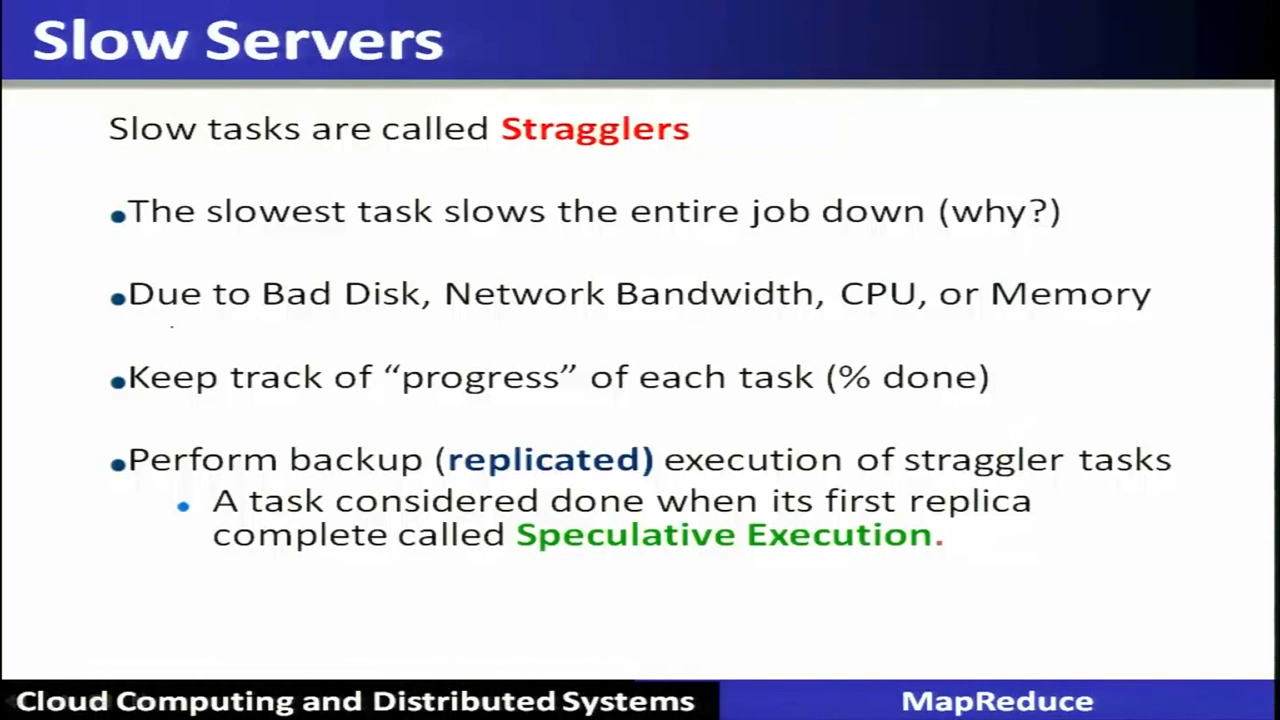 Slow Servers
Slow tasks are called Stragglers
•The slowest task slows the entire job down (why?)
•Due to Bad Disk, Network Bandwidth, CPU, or Memory
•Keep track of “progress” of each task (% done)
•Perform backup (replicated) execution of straggler tasks
• A task considered done when its first replica
complete called Speculative Execution.
Cloud Computing and Distributed Systems
MapReduce